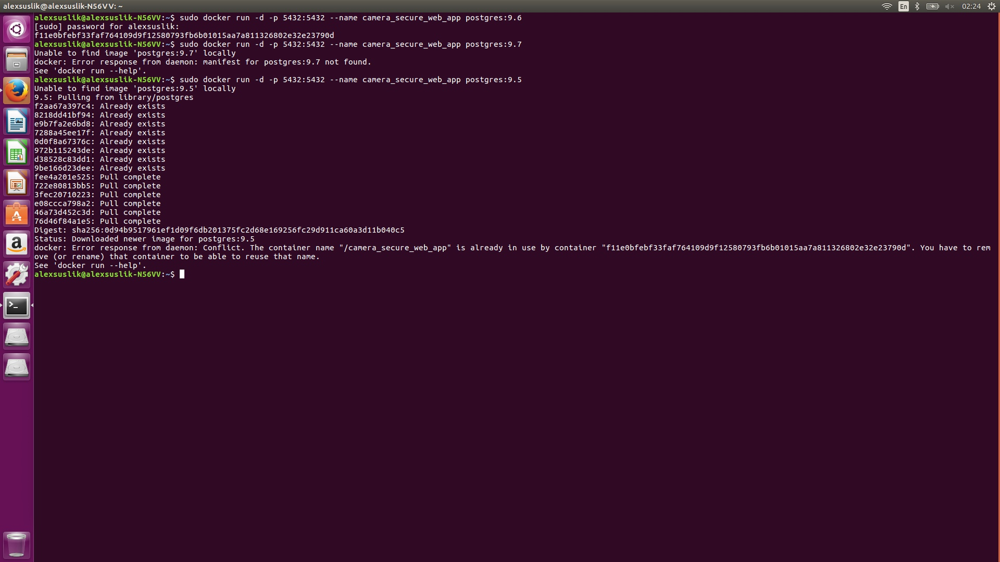 alexsuslik@alexsuslik-N56VV: ~
En
02:24
alexsuslik@alexsuslik-N56VV:~$ sudo docker run -d -p 5432:5432 --name camera_secure_web_app postgres:9.6
[sudo] password for alexsuslik:
f11e0bfebf33faf764109d9f12580793fb6b01015aa7a811326802e32e23790d
alexsuslik@alexsuslik-N56VV:~$ sudo docker run -d -p 5432:5432 --name camera_secure_web_app postgres:9.7
Unable to find image 'postgres:9.7' locally
docker: Error response from daemon: manifest for postgres:9.7 not found.
See 'docker run --help'.
alexsuslik@alexsuslik-N56VV:~$ sudo docker run -d -p 5432:5432 --name camera_secure_web_app postgres:9.5
Unable to find image 'postgres:9.5' locally
9.5: Pulling from library/postgres
f2aa67a397c4: Already exists
8218dd41bf94: Already exists
e9b7fa2e6bd8: Already exists
7288a45ee17f: Already exists
0d0f8a67376c: Already exists
972b115243de: Already exists
d38528c83dd1: Already exists
9be166d23dee: Already exists
fee4a201e525: Pull complete
722e80813bb5: Pull complete
3fec20710223: Pull complete
e08ccca798a2: Pull complete
46a73d452c3d: Pull complete
76d46f84a1e5: Pull complete
Digest: sha256:0d94b9517961ef1d09f6db201375fc2d68e169256fc29d911ca60a3d11b040c5
Status: Downloaded newer image for postgres:9.5
docker: Error response from daemon: Conflict. The container name "/camera_secure_web_app" is already in use by container "f11e0bfebf33faf764109d9f12580793fb6b01015aa7a811326802e32e23790d". You have to rem
ove (or rename) that container to be able to reuse that name.
See 'docker run --help'.
alexsuslik@alexsuslik-N56VV:~$